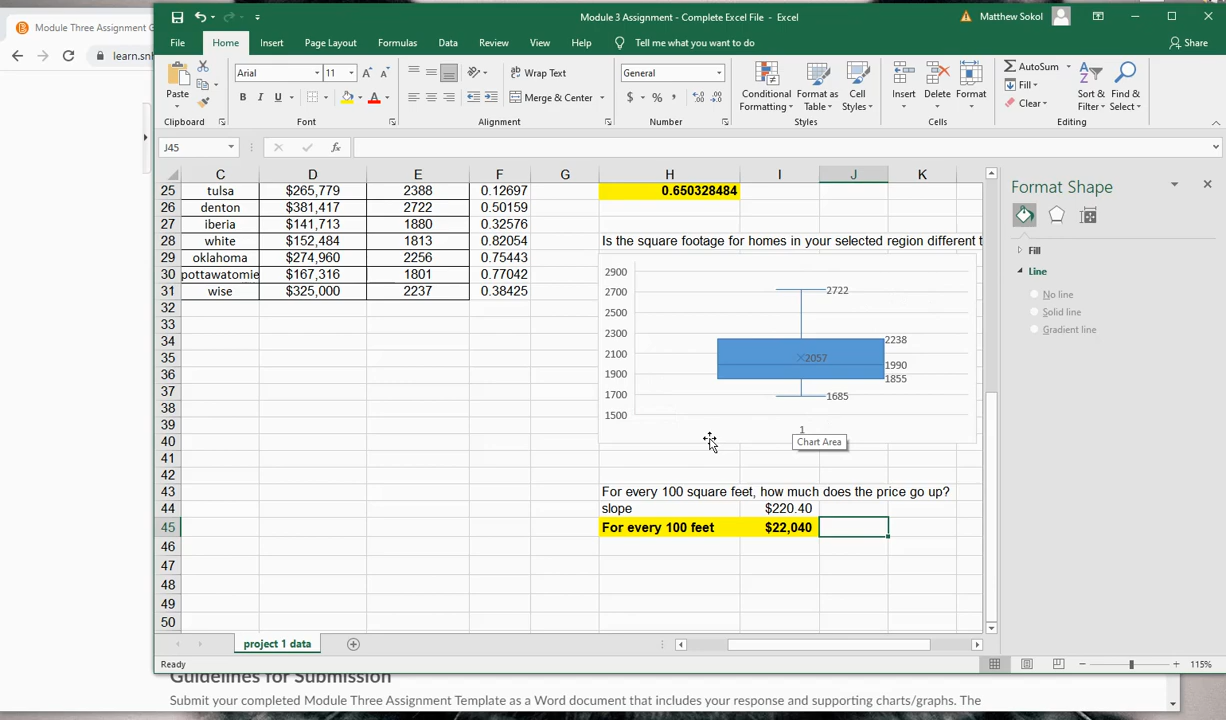 Module Three Assignment G
Module 3 Assignment - Complete Excel File - Excel
Matthew Sokol
learn.snh
File Home Insert Page Layout Formulas Data Review View Help Tell me what you want to do Share
Paste
Arial 11
B I U
Wrap Text
Merge & Center
General
$ % ,
Conditional Formatting
Format as Table
Cell Styles
Insert Delete Format
AutoSum
Fill
Clear
Sort & Filter
Find & Select
Clipboard Font Alignment Number Styles Cells Editing
J45 fx
C D E F G H I J K
25 tulsa $265,779 2388 0.12697 0.650328484
26 denton $381,417 2722 0.50159
27 iberia $141,713 1880 0.32576
28 white $152,484 1813 0.82054 Is the square footage for homes in your selected region different t
29 oklahoma $274,960 2256 0.75443
30 pottawatomie $167,316 1801 0.77042
31 wise $325,000 2237 0.38425
32
33
34
35
36
37
38
39
40
41
42
43 For every 100 square feet, how much does the price go up?
44 slope $220.40
45 For every 100 feet $22,040
46
47
48
49
50
2900
2700
2500
2300
2100
1900
1700
1500
2722
2238
2057
1990
1855
1685
1
Chart Area
Format Shape
Fill
Line
No line
Solid line
Gradient line
project 1 data
Ready
115%
Guidelines for Submission
Submit your completed Module Three Assignment Template as a Word document that includes your response and supporting charts/graphs. The